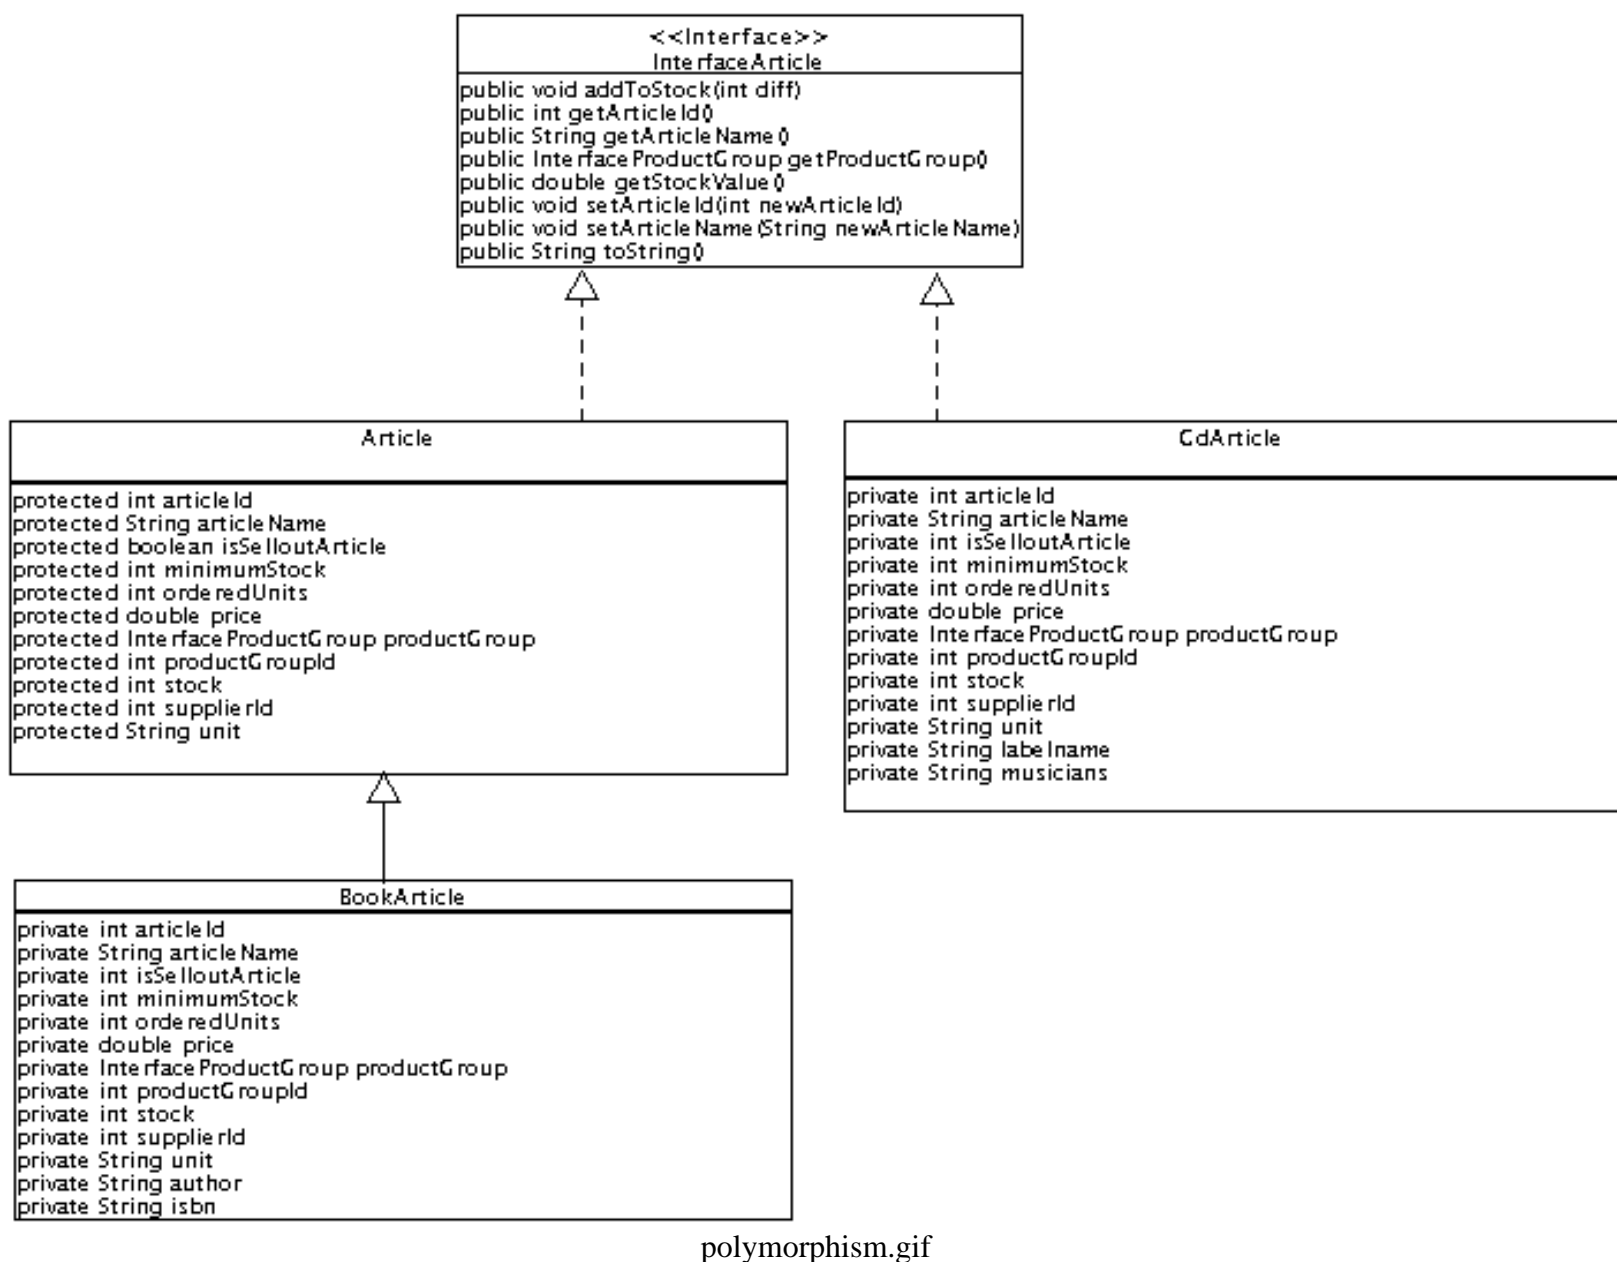 <<Interface>>
InterfaceArticle
public void addToStock(int diff)
public int getArticleId()
public String getArticleName()
public InterfaceProductGroup getProductGroup()
public double getStockValue()
public void setArticleId(int newArticleId)
public void setArticleName(String newArticleName)
public String toString()
Article
protected int articleId
protected String articleName
protected boolean isSelloutArticle
protected int minimumStock
protected int orderedUnits
protected double price
protected InterfaceProductGroup productGroup
protected int productGroupId
protected int stock
protected int supplierId
protected String unit
CdArticle
private int articleId
private String articleName
private int isSelloutArticle
private int minimumStock
private int orderedUnits
private double price
private InterfaceProductGroup productGroup
private int productGroupId
private int stock
private int supplierId
private String unit
private String labelname
private String musicians
BookArticle
private int articleId
private String articleName
private int isSelloutArticle
private int minimumStock
private int orderedUnits
private double price
private InterfaceProductGroup productGroup
private int productGroupId
private int stock
private int supplierId
private String unit
private String author
private String isbn
polymorphism.gif